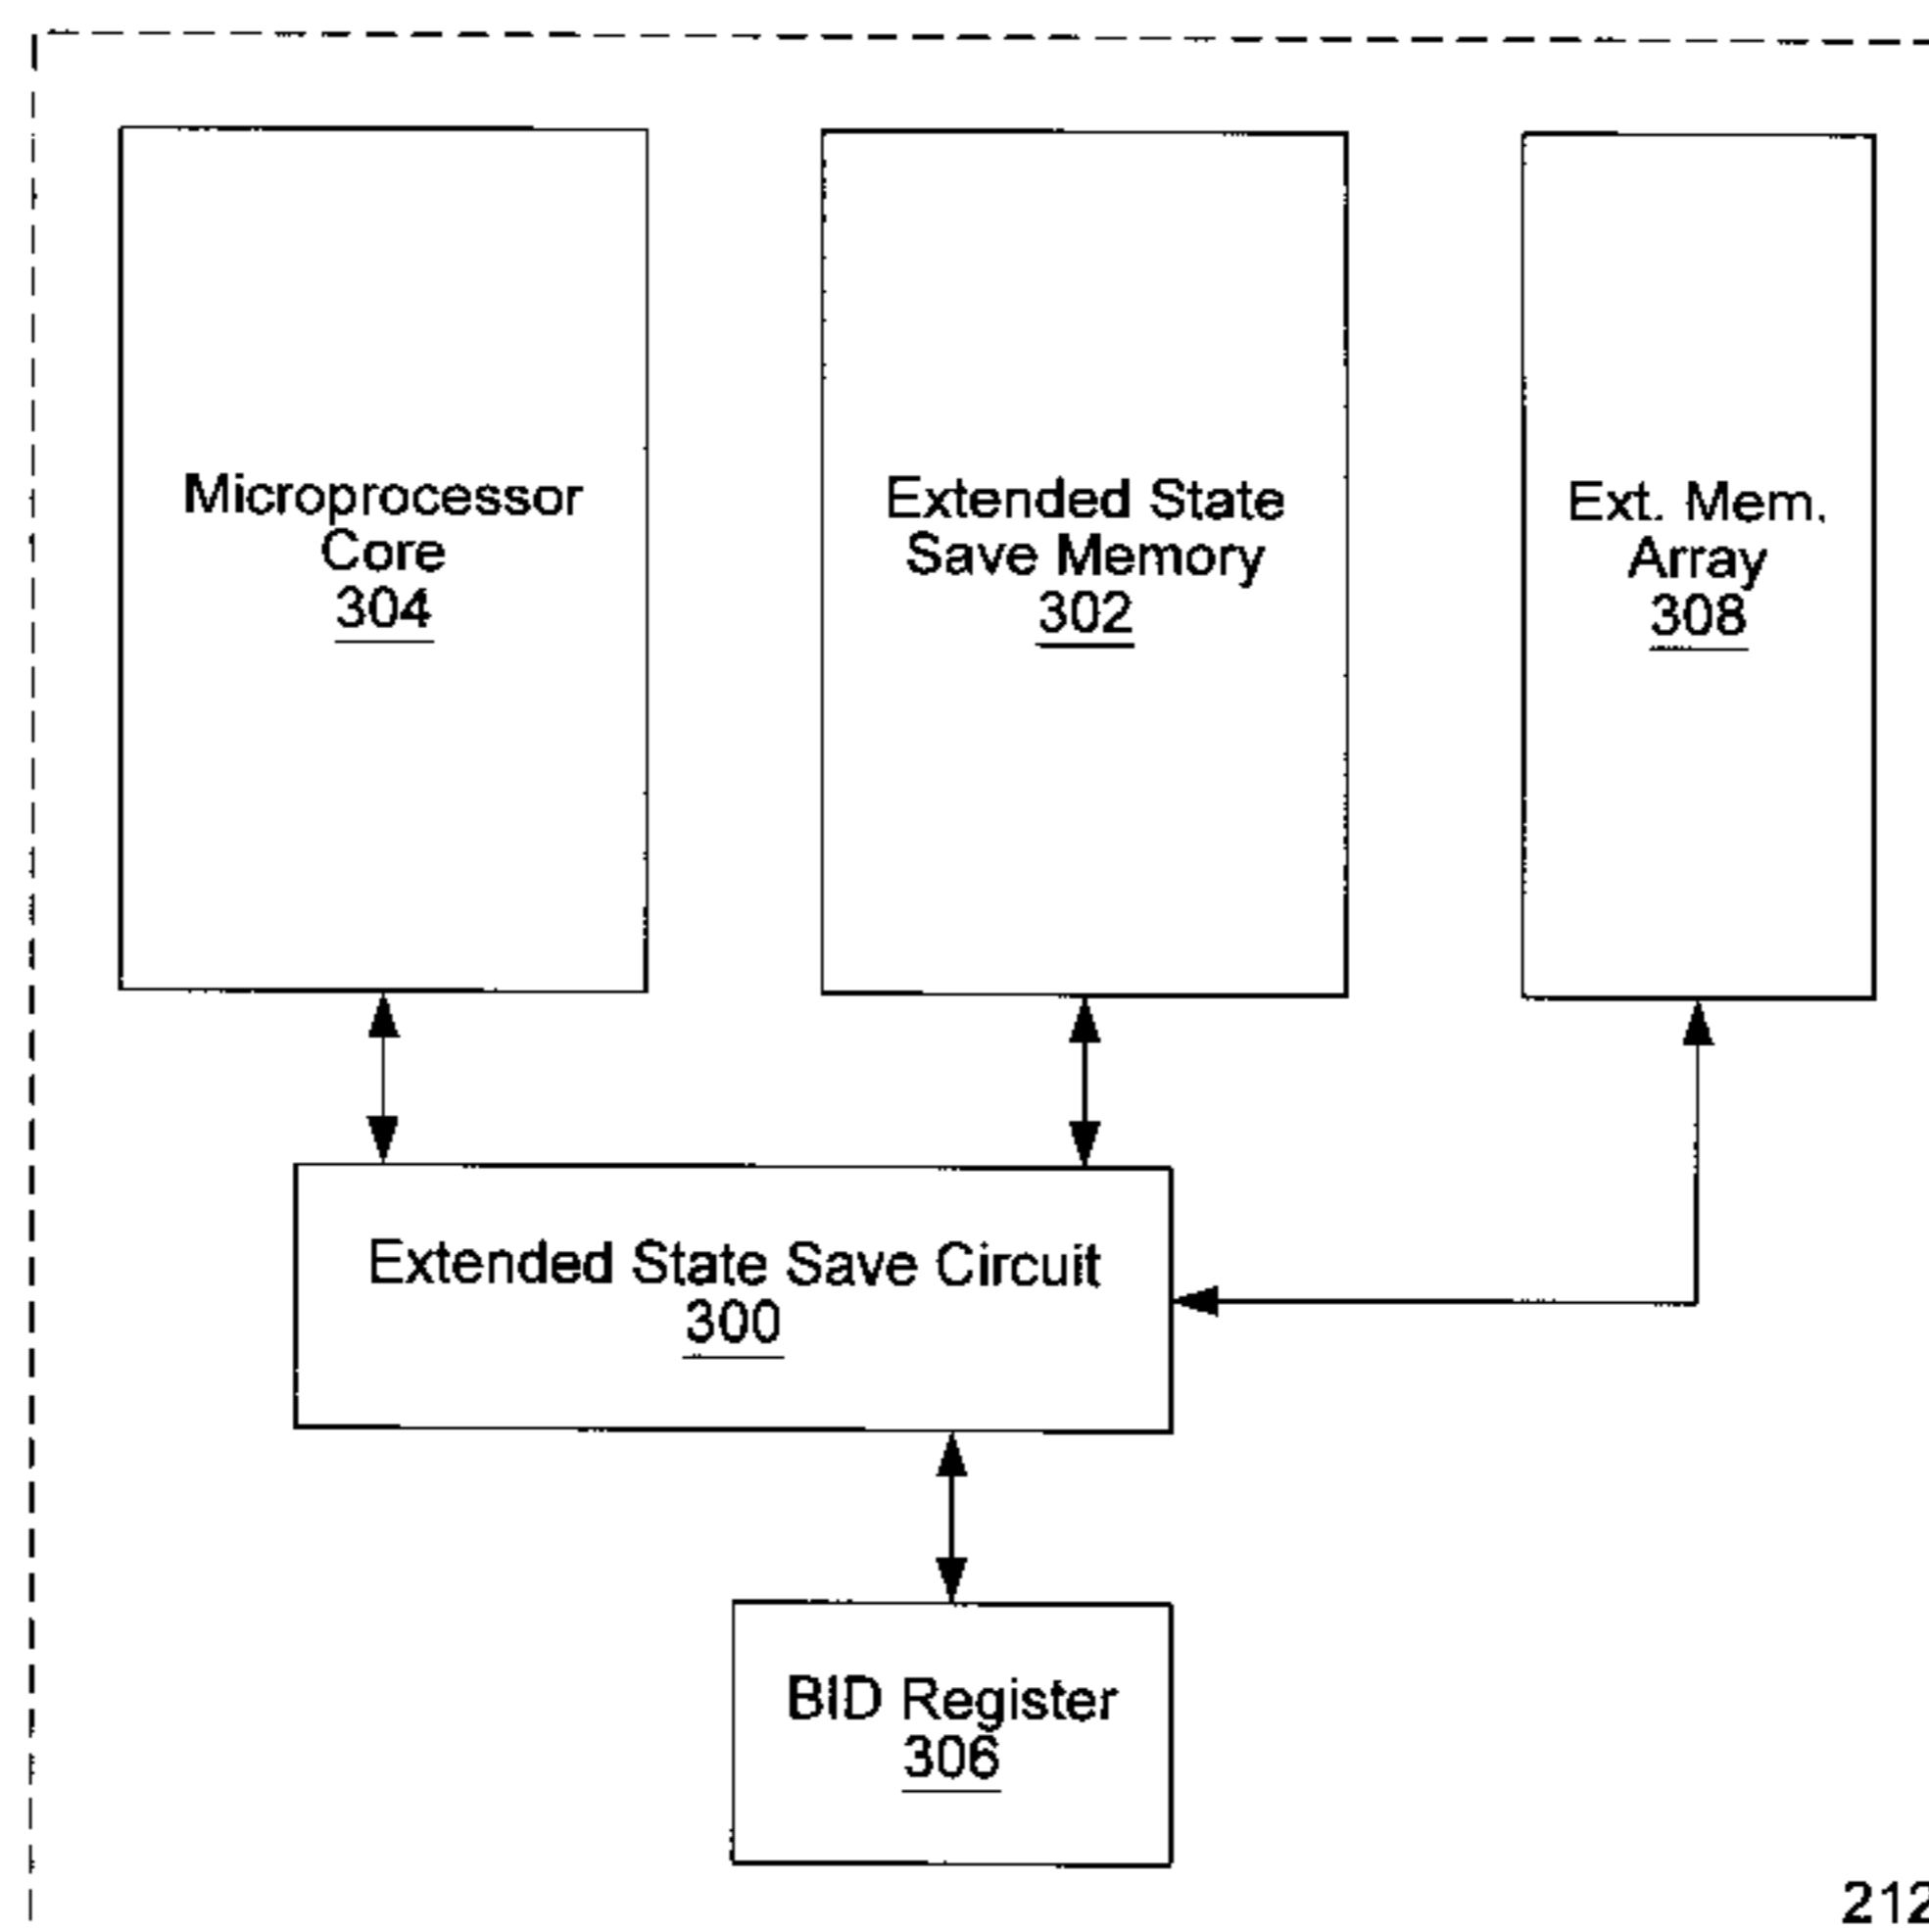 Microprocessor
Core
304
Extended State
Save Memory
302
Ext. Mem.
Array
308
Extended State Save Circuit
300
BID Register
306
212